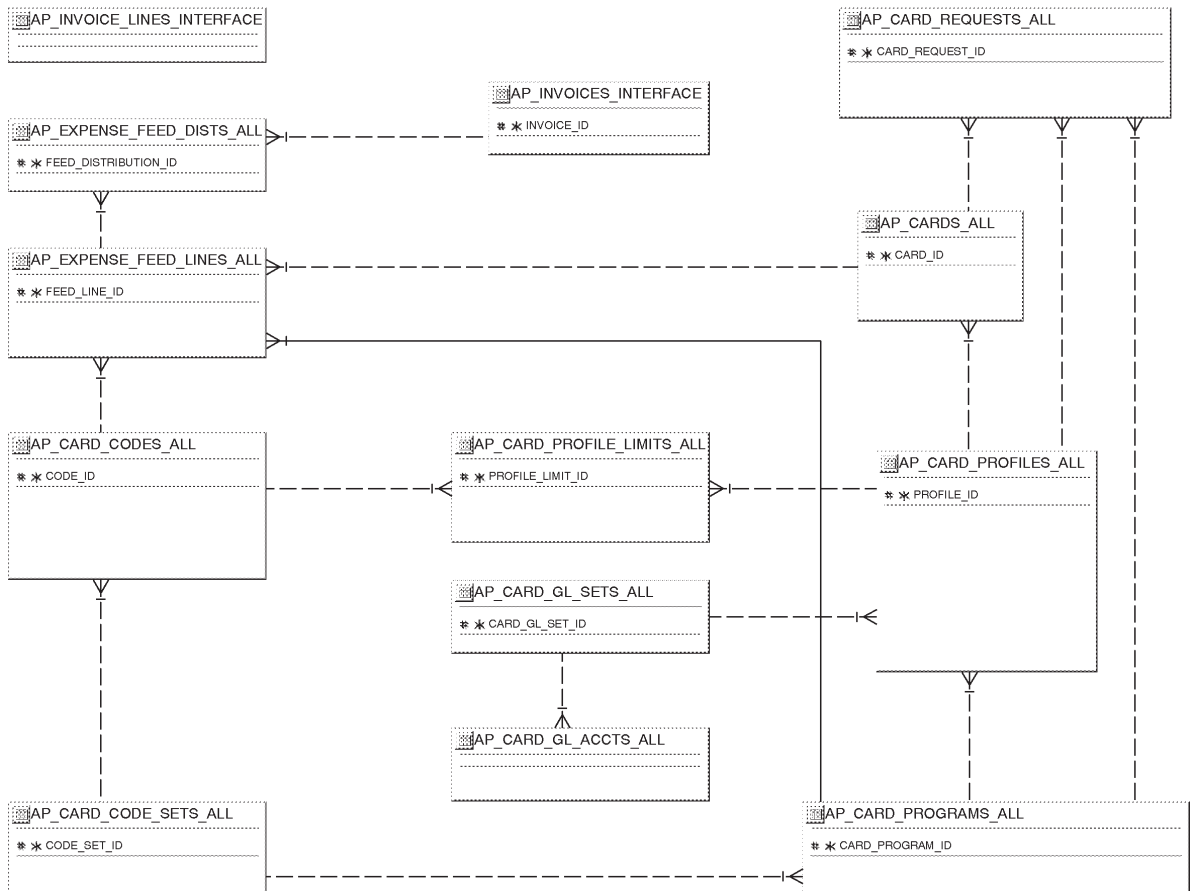 AP_INVOICE_LINES_INTERFACE
AP_CARD_REQUESTS_ALL
# * CARD_REQUEST_ID
AP_INVOICES_INTERFACE
# * INVOICE_ID
AP_EXPENSE_FEED_DISTS_ALL
# * FEED_DISTRIBUTION_ID
AP_CARDS_ALL
# * CARD_ID
AP_EXPENSE_FEED_LINES_ALL
# * FEED_LINE_ID
AP_CARD_CODES_ALL
# * CODE_ID
AP_CARD_PROFILE_LIMITS_ALL
# * PROFILE_LIMIT_ID
AP_CARD_PROFILES_ALL
# * PROFILE_ID
AP_CARD_GL_SETS_ALL
# * CARD_GL_SET_ID
AP_CARD_GL_ACCTS_ALL
AP_CARD_CODE_SETS_ALL
# * CODE_SET_ID
AP_CARD_PROGRAMS_ALL
# * CARD_PROGRAM_ID